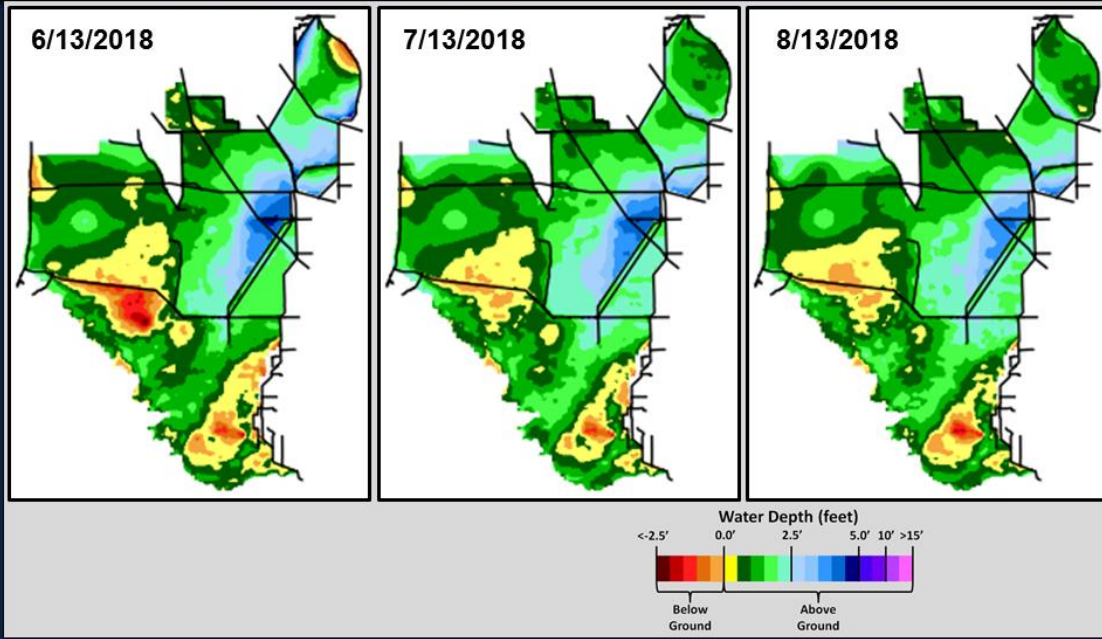 6/13/2018
7/13/2018
8/13/2018
Water Depth (feet)
<-2.5' 0.0' 2.5' 5.0' 10' >15'
Below
Ground
Above
Ground